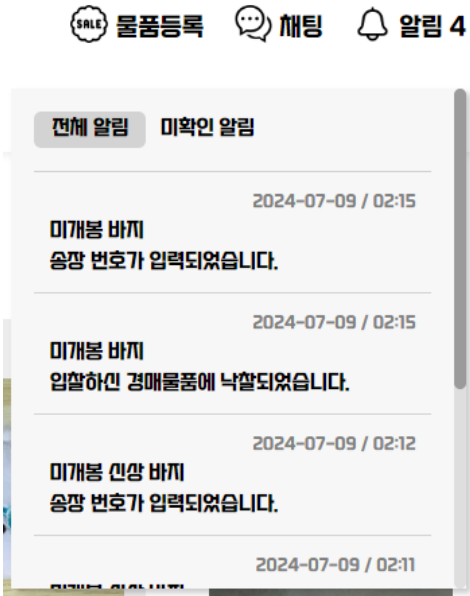 SALE 물품등록 채팅 알림 4
전체 알림 미확인 알림
2024-07-09 / 02:15
미개봉 바지
송장 번호가 입력되었습니다.
2024-07-09 / 02:15
미개봉 바지
입찰하신 경매물품에 낙찰되었습니다.
2024-07-09 / 02:12
미개봉 신상 바지
송장 번호가 입력되었습니다.
2024-07-09 / 02:11